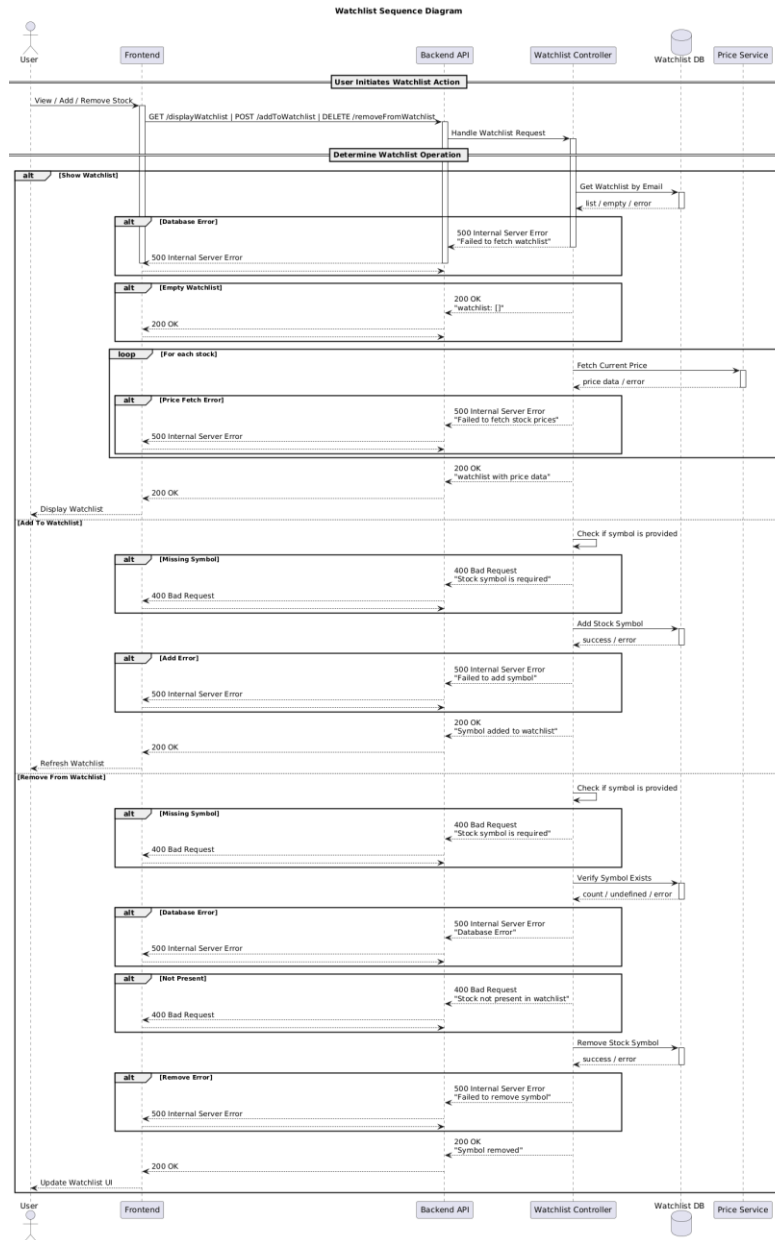 Watchlist Sequence Diagram
User Frontend Backend API Watchlist Controller Watchlist DB Price Service
User Initiates Watchlist Action
View / Add / Remove Stock
GET /displayWatchlist | POST /addToWatchlist | DELETE /removeFromWatchlist
Handle Watchlist Request
Determine Watchlist Operation
alt [Show Watchlist]
Get Watchlist by Email
list / empty / error
alt [Database Error]
500 Internal Server Error
"Failed to fetch watchlist"
500 Internal Server Error
alt [Empty Watchlist]
200 OK
"watchlist: []"
200 OK
loop [For each stock]
Fetch Current Price
price data / error
alt [Price Fetch Error]
500 Internal Server Error
"Failed to fetch stock prices"
500 Internal Server Error
200 OK
"watchlist with price data"
200 OK
Display Watchlist
[Add To Watchlist]
Check if symbol is provided
alt [Missing Symbol]
400 Bad Request
"Stock symbol is required"
400 Bad Request
Add Stock Symbol
success / error
alt [Add Error]
500 Internal Server Error
"Failed to add symbol"
500 Internal Server Error
200 OK
"Symbol added to watchlist"
200 OK
Refresh Watchlist
[Remove From Watchlist]
Check if symbol is provided
alt [Missing Symbol]
400 Bad Request
"Stock symbol is required"
400 Bad Request
Verify Symbol Exists
count / undefined / error
alt [Database Error]
500 Internal Server Error
"Database Error"
500 Internal Server Error
alt [Not Present]
400 Bad Request
"Stock not present in watchlist"
400 Bad Request
Remove Stock Symbol
success / error
alt [Remove Error]
500 Internal Server Error
"Failed to remove symbol"
500 Internal Server Error
200 OK
"Symbol removed"
200 OK
Update Watchlist UI
User Frontend Backend API Watchlist Controller Watchlist DB Price Service